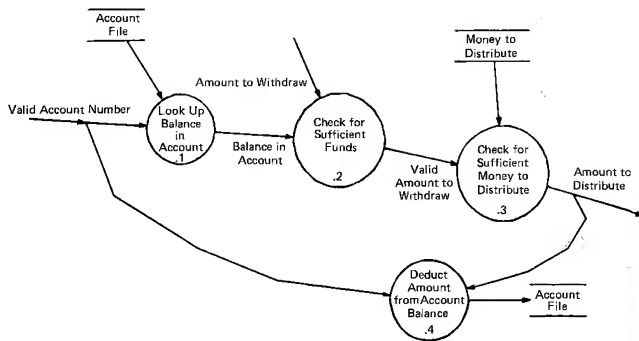 Account
File
Money to
Distribute
Amount to Withdraw
Valid Account Number
Look Up
Balance
in
Account
.1
Balance in
Account
Check for
Sufficient
Funds
.2
Valid
Amount to
Withdraw
Check for
Sufficient
Money to
Distribute
.3
Amount to
Distribute
Deduct
Amount
from Account
Balance
.4
Account
File